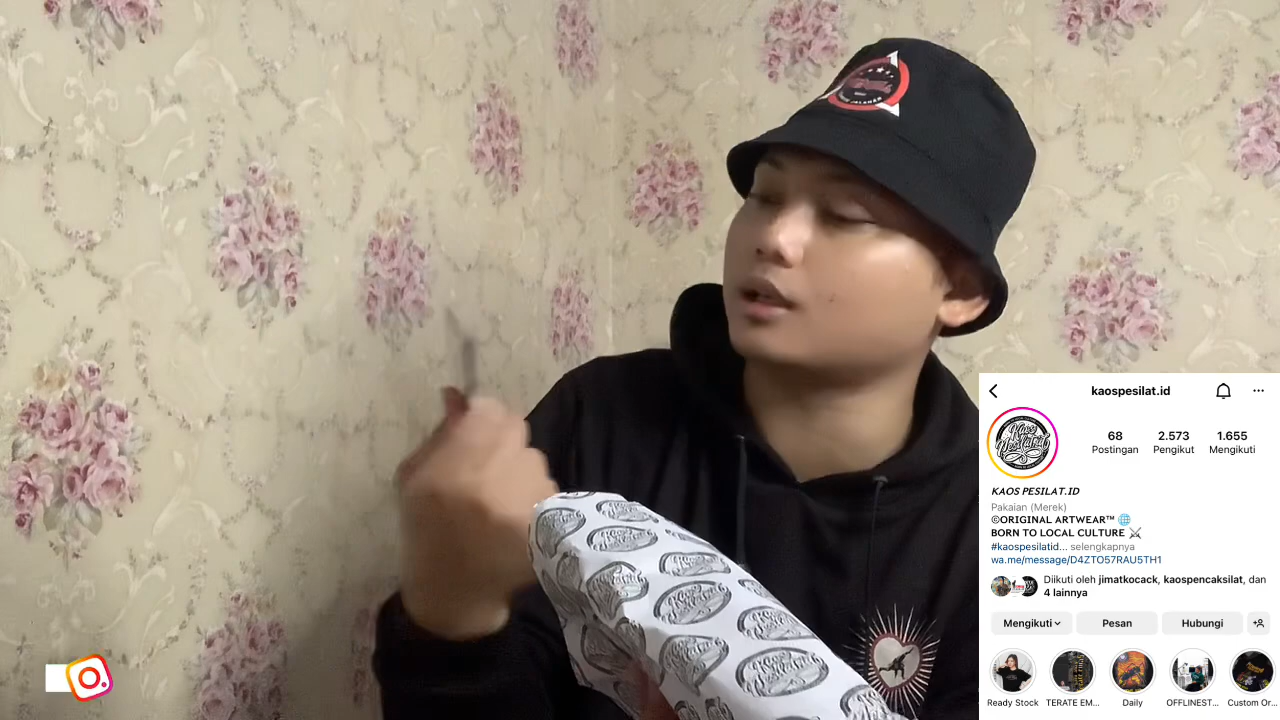 kaospesilat.id
68
2.573
1.655
Postingan
Pengikut
Mengikuti
KAOS PESILAT.ID
Pakaian (Merek)
©ORIGINAL ARTWEAR™
BORN TO LOCAL CULTURE
#kaospesilatid... selengkapnya
wa.me/message/D4ZTO57RAU5TH1
Diikuti oleh jimatkocack, kaospencaksilat, dan
4 lainnya
Mengikuti
Pesan
Hubungi
Ready Stock
TERATE EM...
Daily
OFFLINEST...
Custom Or...